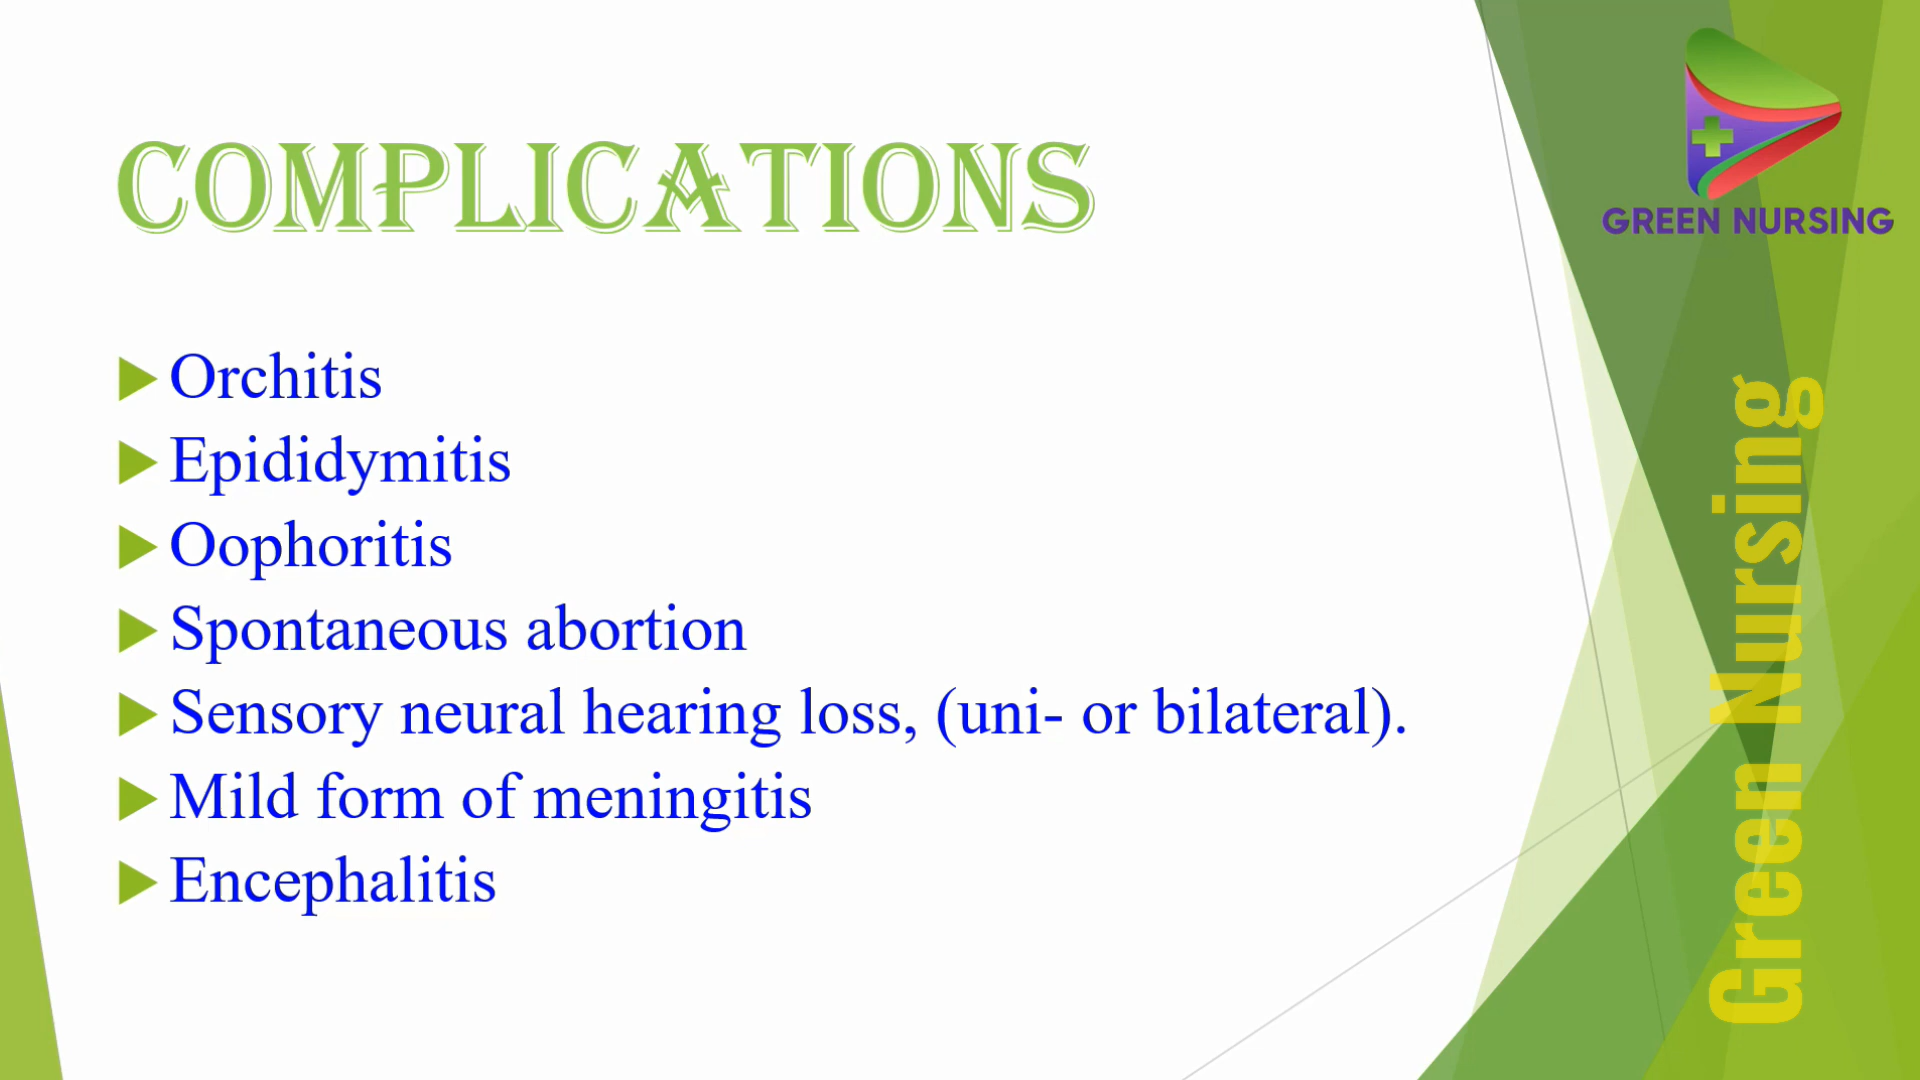 COMPLICATIONS
Orchitis
Epididymitis
Oophoritis
Spontaneous abortion
Sensory neural hearing loss, (uni- or bilateral).
Mild form of meningitis
Encephalitis
GREEN NURSING
Green Nursing